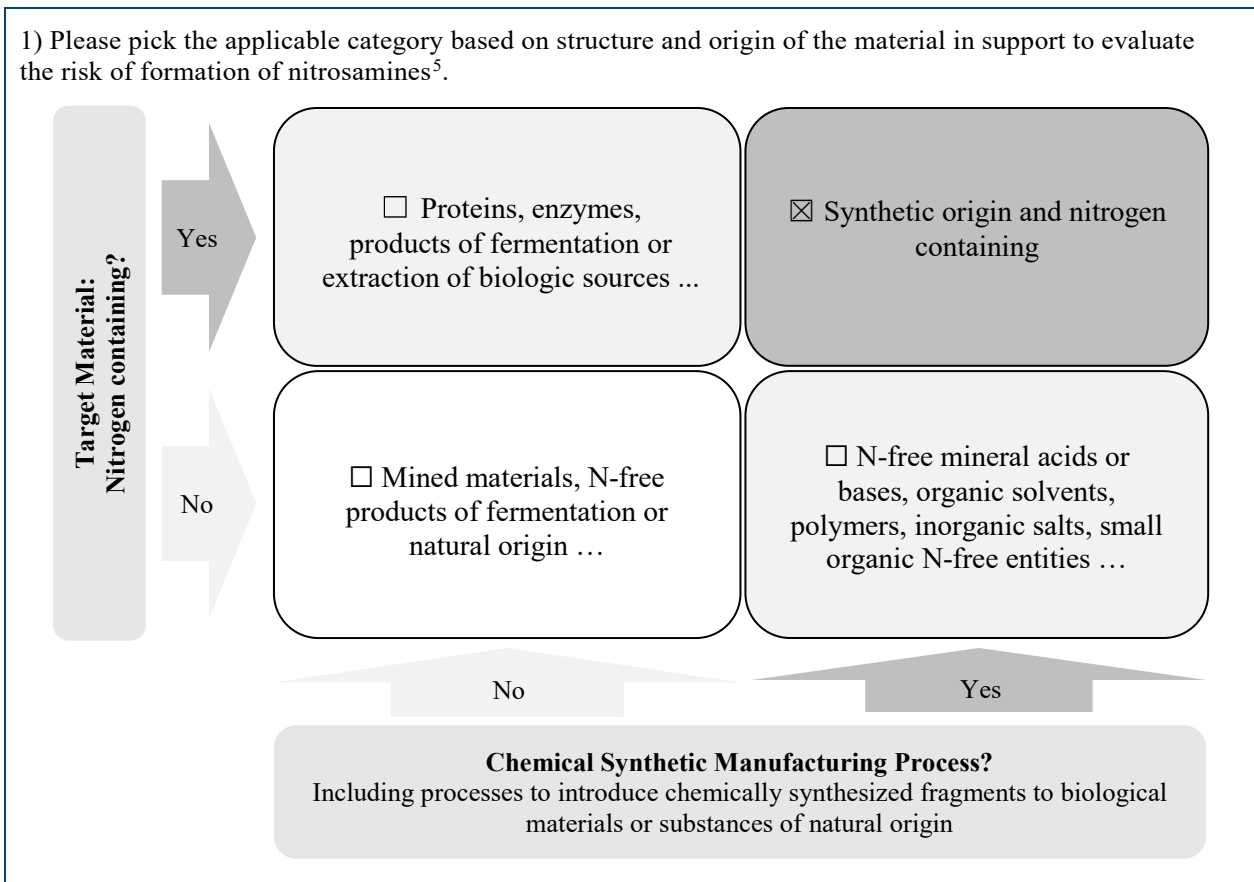 1) Please pick the applicable category based on structure and origin of the material in support to evaluate
the risk of formation of nitrosamines⁵.
Target Material:
Nitrogen containing?
Yes
☐ Proteins, enzymes,
products of fermentation or
extraction of biologic sources ...
☒ Synthetic origin and nitrogen
containing
No
☐ Mined materials, N-free
products of fermentation or
natural origin …
☐ N-free mineral acids or
bases, organic solvents,
polymers, inorganic salts, small
organic N-free entities …
No
Yes
Chemical Synthetic Manufacturing Process?
Including processes to introduce chemically synthesized fragments to biological
materials or substances of natural origin